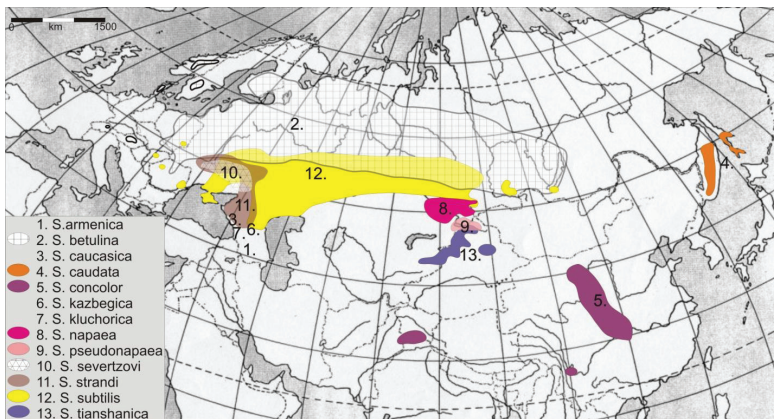 0 km 1500
2.
4.
10.
12.
11.
8.
3.
9.
7. 6.
13.
1.
5.
1. S.armenica
2. S. betulina
3. S. caucasica
4. S. caudata
5. S. concolor
6. S. kazbegica
7. S. kluchorica
8. S. napaea
9. S. pseudonapaea
10. S. severtzovi
11. S. strandi
12. S. subtilis
13. S. tianshanica